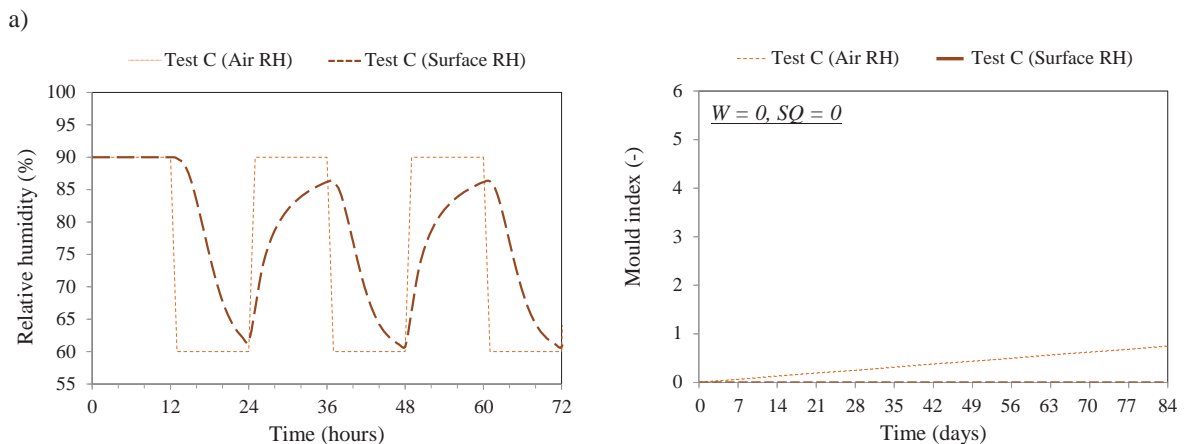 a)
Test C (Air RH) Test C (Surface RH)
100
95
90
85
80
75
70
65
60
55
Relative humidity (%)
0 12 24 36 48 60 72
Time (hours)
Test C (Air RH) Test C (Surface RH)
W = 0, SQ = 0
6
5
4
3
2
1
0
Mould index (-)
0 7 14 21 28 35 42 49 56 63 70 77 84
Time (days)